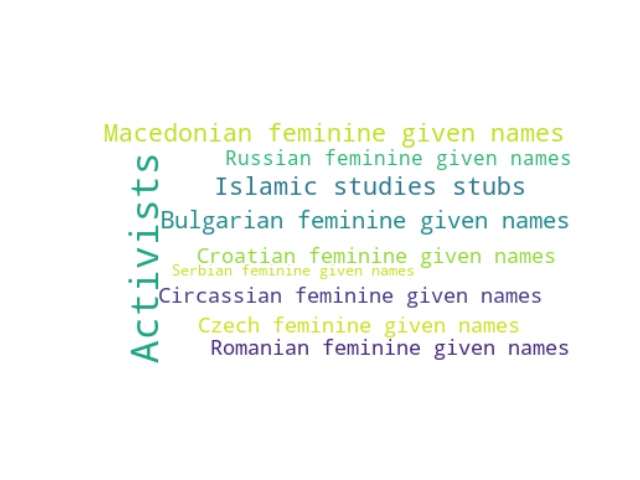 Macedonian feminine given names
Russian feminine given names
Islamic studies stubs
Bulgarian feminine given names
Croatian feminine given names
Serbian feminine given names
Circassian feminine given names
Czech feminine given names
Romanian feminine given names
Activists